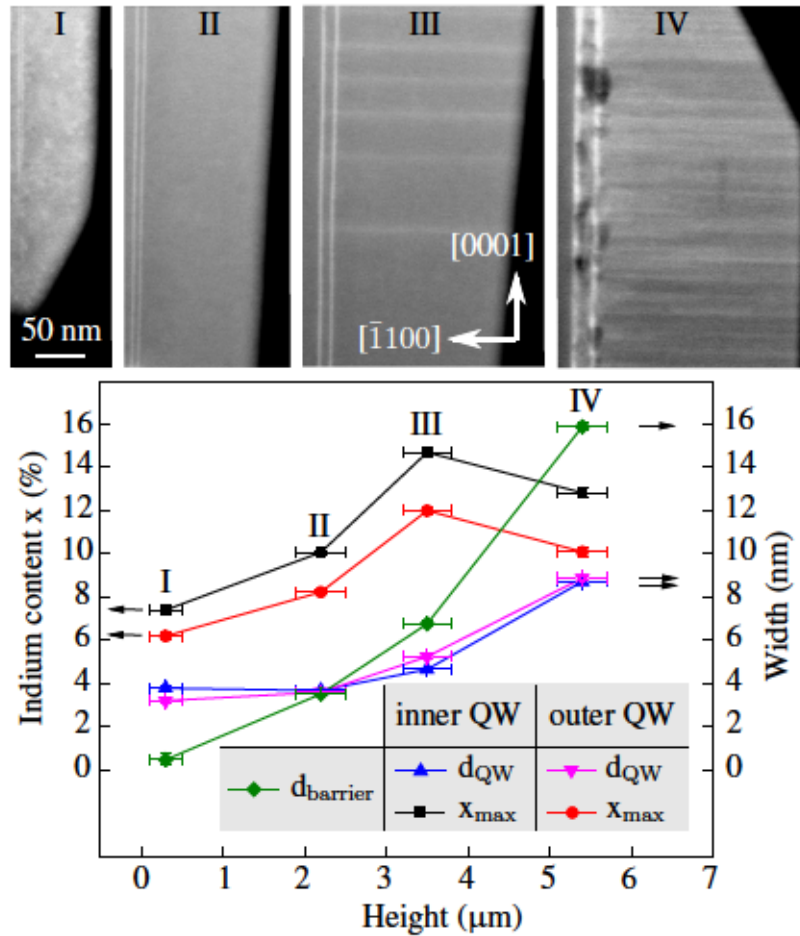 I II III IV
[0001]
50 nm [1̄100]
Indium content x (%)
16
14
12
10
8
6
4
2
0
I
II
III
IV
16
14
12
10
8
6
4
2
0
Width (nm)
inner QW outer QW
d_barrier d_QW d_QW
x_max x_max
0 1 2 3 4 5 6 7
Height (μm)